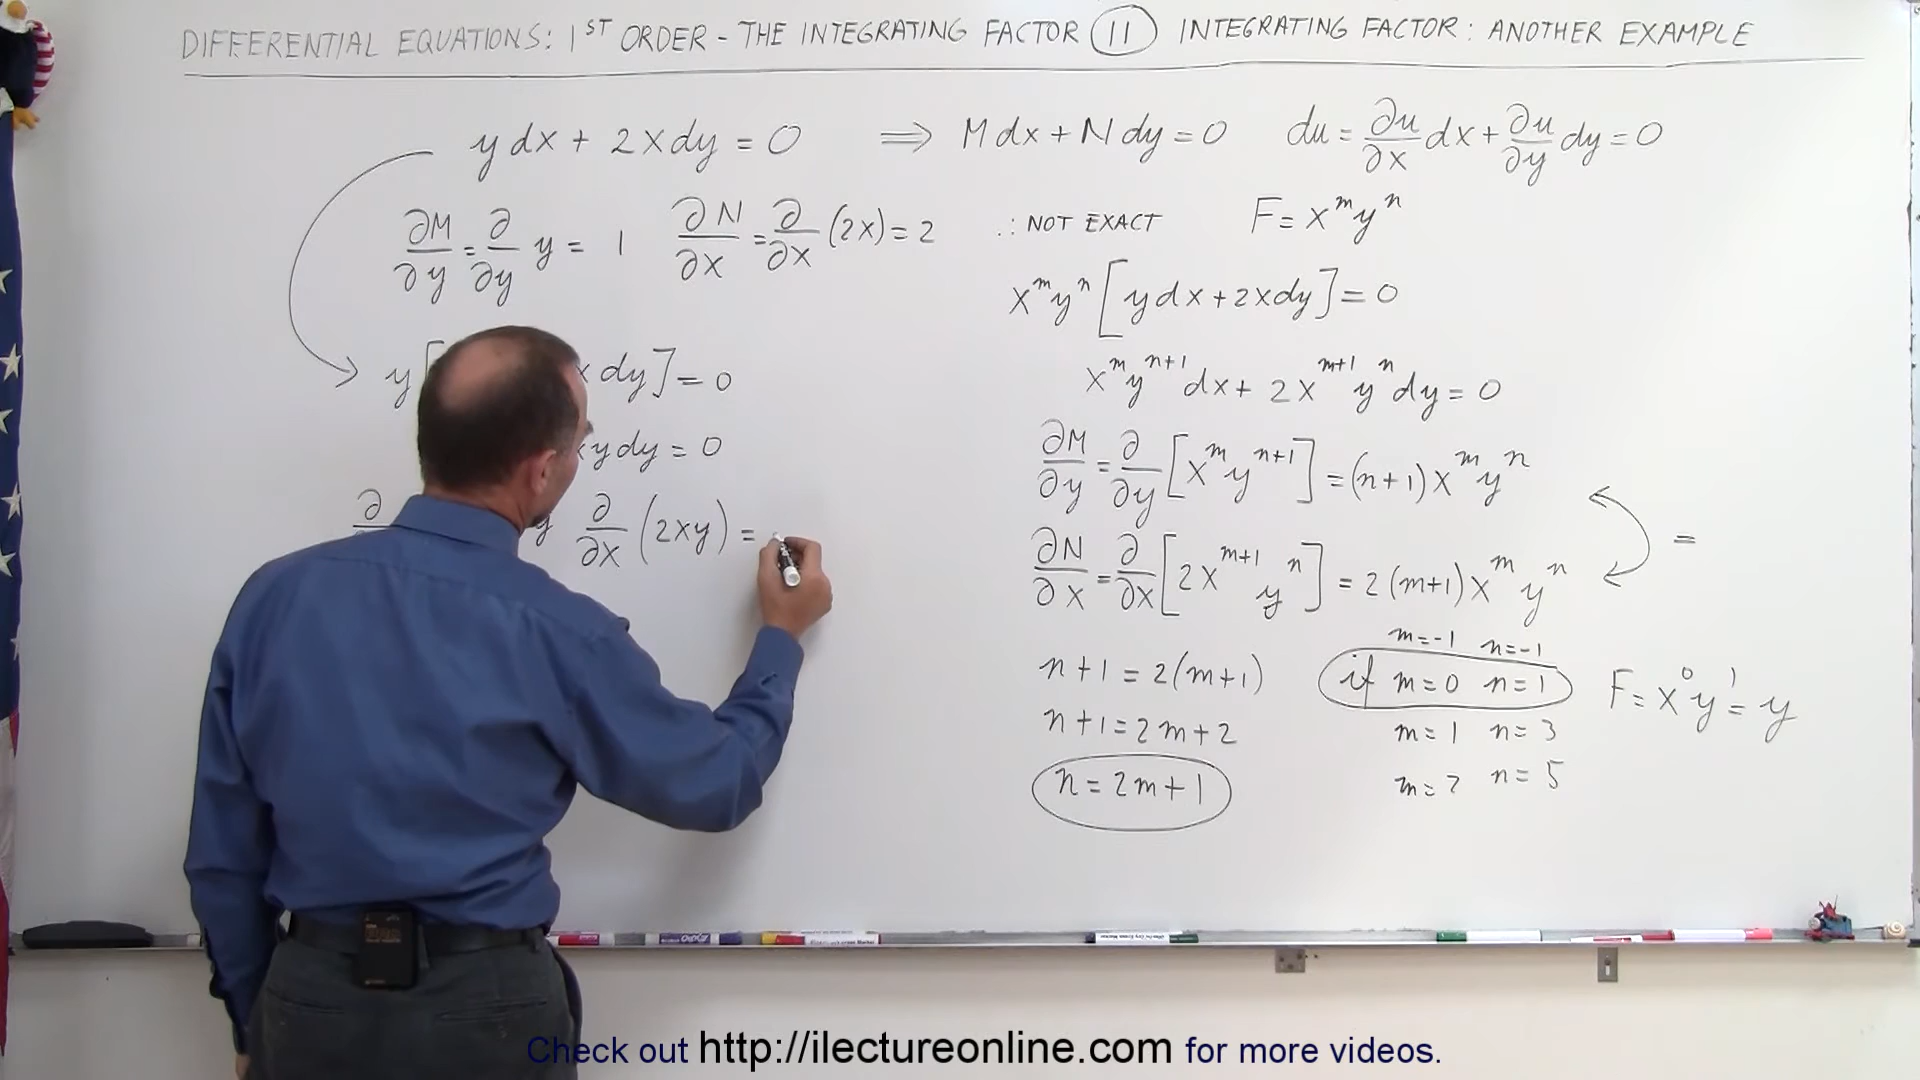 DIFFERENTIAL EQUATIONS: 1ST ORDER - THE INTEGRATING FACTOR 11 INTEGRATING FACTOR: ANOTHER EXAMPLE
y dx + 2x dy = 0 ⟹ M dx + N dy = 0 du = ∂u/∂x dx + ∂u/∂y dy = 0
∂M/∂y = ∂/∂y y = 1 ∂N/∂x = ∂/∂x (2x) = 2 ∴ NOT EXACT F = x^m y^n
x^m y^n [y dx + 2x dy] = 0
y[ x dy] = 0
x^m y^(n+1) dx + 2x^(m+1) y^n dy = 0
xy dy = 0
∂M/∂y = ∂/∂y [x^m y^(n+1)] = (n+1) x^m y^n
∂ y ∂/∂x (2xy) =
∂N/∂x = ∂/∂x [2x^(m+1) y^n] = 2(m+1) x^m y^n =
m=-1 n=-1
n+1 = 2(m+1) if m=0 n=1 F = x^0 y^1 = y
n+1 = 2m+2 m=1 n=3
n = 2m+1 m=2 n=5
Check out http://ilectureonline.com for more videos.